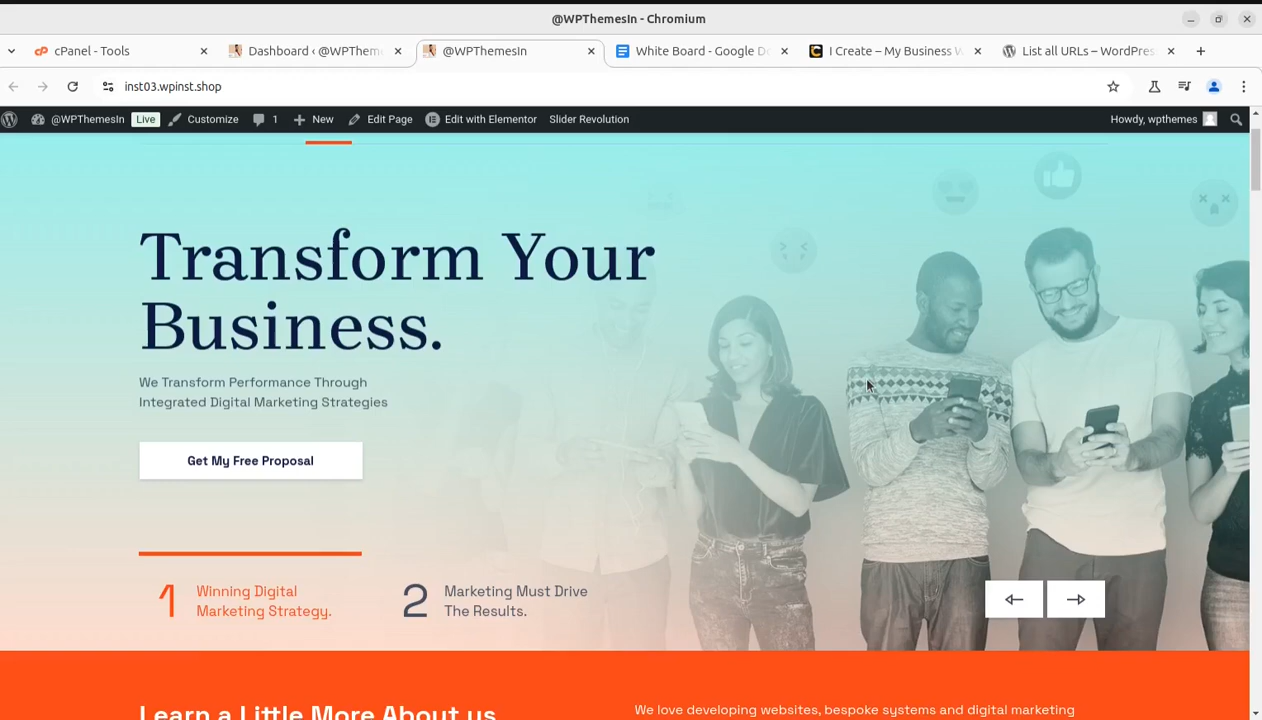 @WPThemesIn - Chromium
cPanel - Tools
Dashboard ‹ @WPTheme
@WPThemesIn
White Board - Google Do
I Create – My Business W
List all URLs – WordPres
inst03.wpinst.shop
@WPThemesIn Live Customize 1 New Edit Page Edit with Elementor Slider Revolution Howdy, wpthemes
Transform Your
Business.
We Transform Performance Through
Integrated Digital Marketing Strategies
Get My Free Proposal
1 Winning Digital
Marketing Strategy.
2 Marketing Must Drive
The Results.
Learn a Little More About us
We love developing websites, bespoke systems and digital marketing